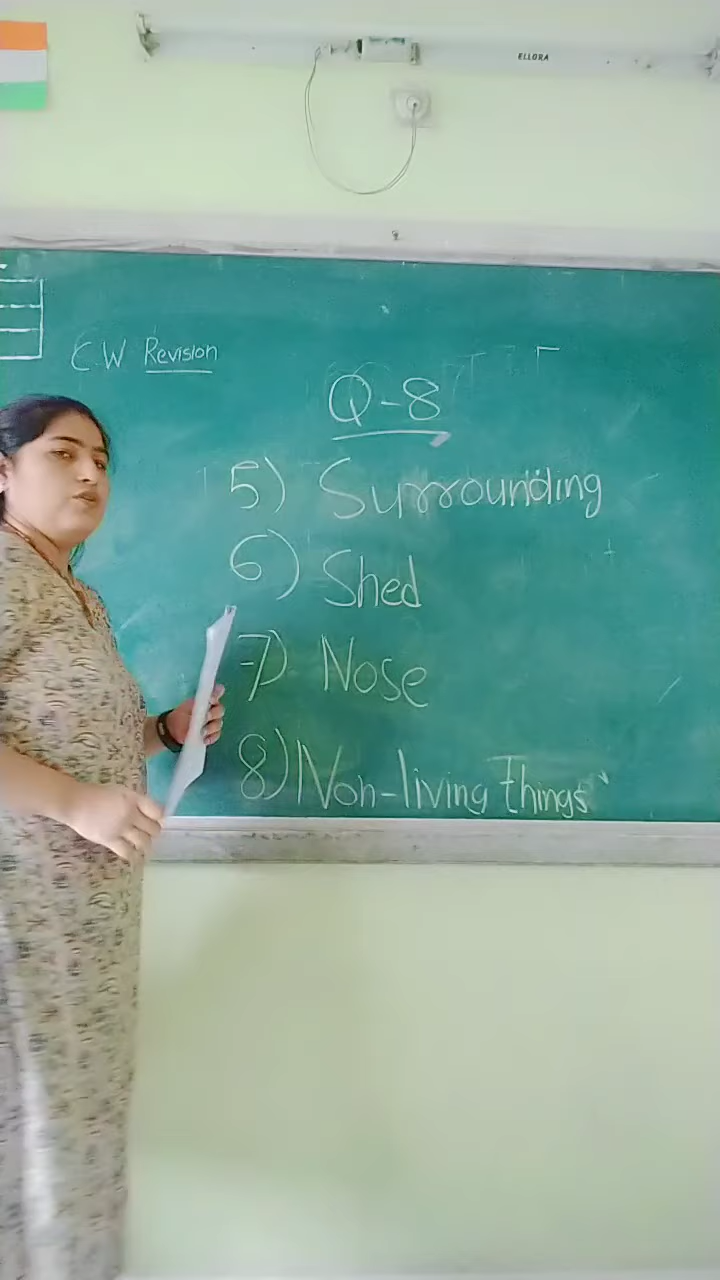 ELLORA
C.W Revision
Q-8
5) Surrounding
6) Shed
7) Nose
8) Non-living things